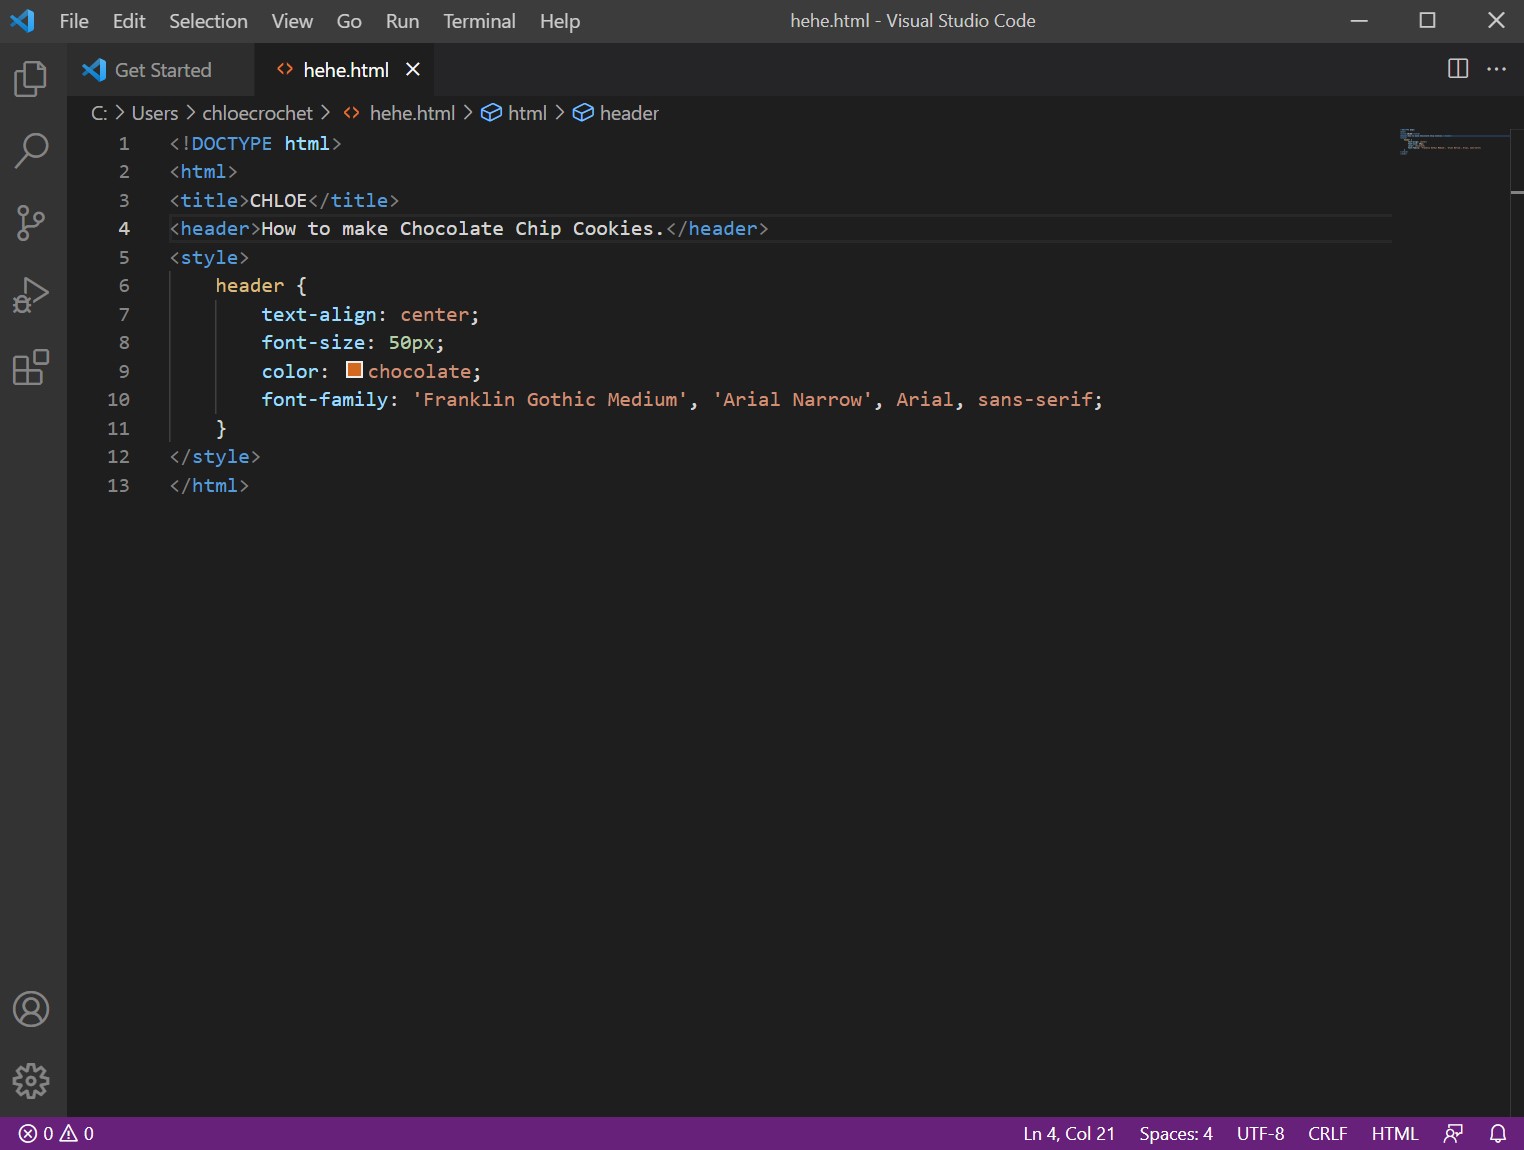 File Edit Selection View Go Run Terminal Help hehe.html - Visual Studio Code
Get Started hehe.html
C: > Users > chloecrochet > hehe.html > html > header
1 <!DOCTYPE html>
2 <html>
3 <title>CHLOE</title>
4 <header>How to make Chocolate Chip Cookies.</header>
5 <style>
6 header {
7 text-align: center;
8 font-size: 50px;
9 color: chocolate;
10 font-family: 'Franklin Gothic Medium', 'Arial Narrow', Arial, sans-serif;
11 }
12 </style>
13 </html>
0 0 Ln 4, Col 21 Spaces: 4 UTF-8 CRLF HTML